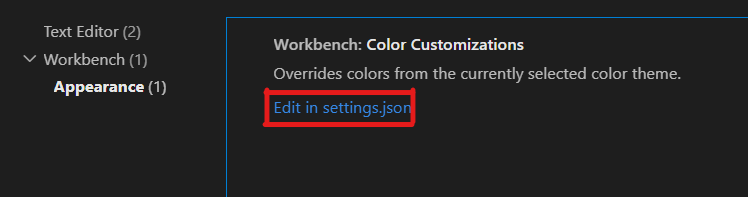 Text Editor (2)
Workbench (1)
Appearance (1)
Workbench: Color Customizations
Overrides colors from the currently selected color theme.
Edit in settings.json